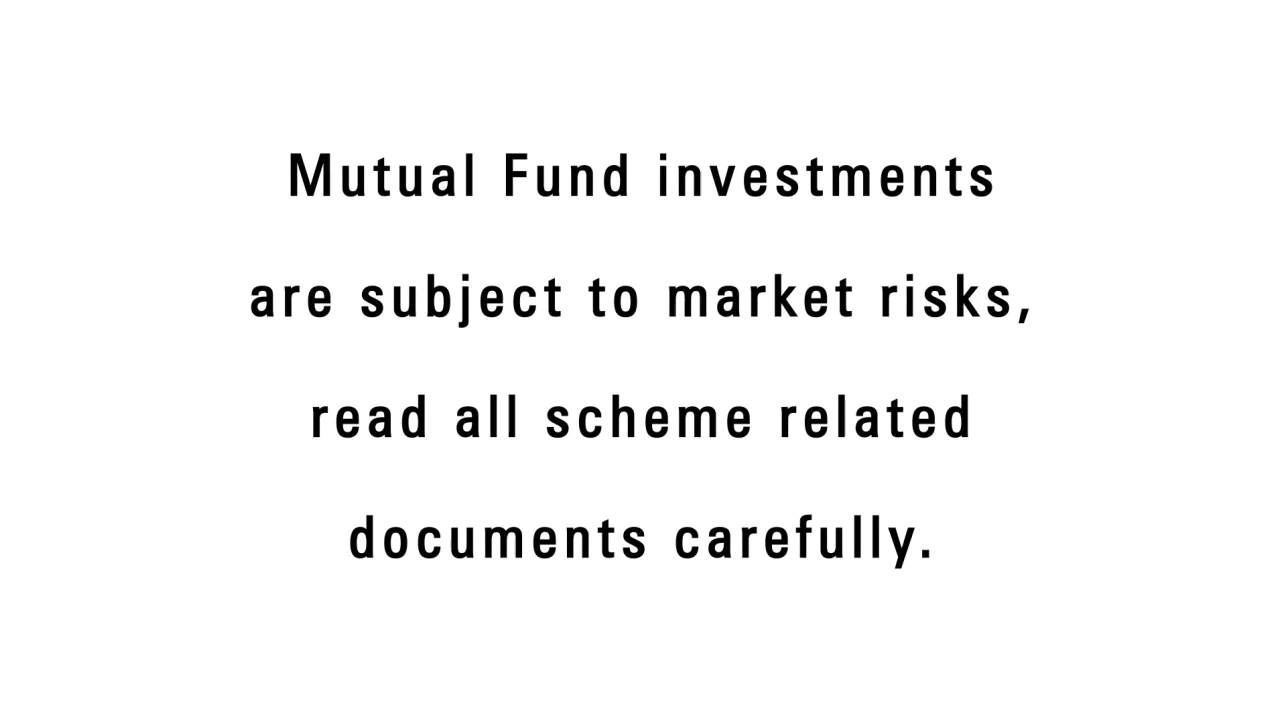 Mutual Fund investments
are subject to market risks,
read all scheme related
documents carefully.